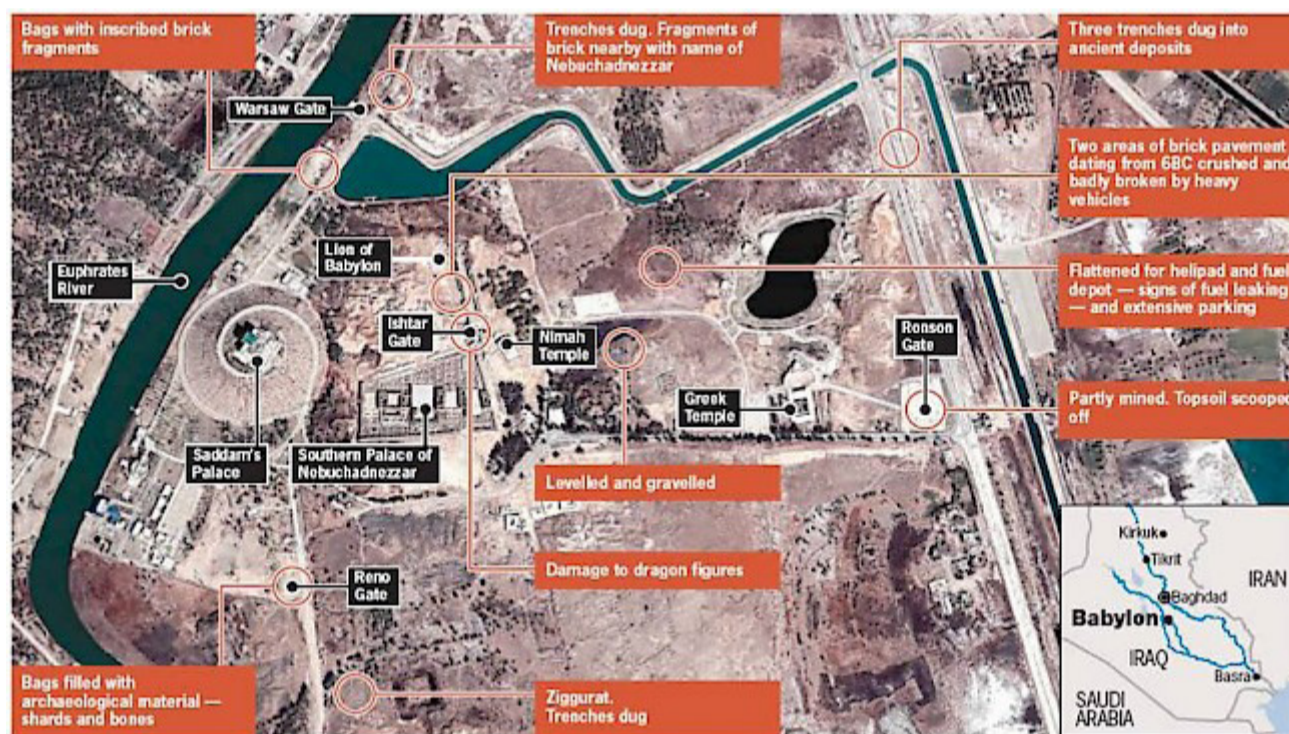 Bags with inscribed brick
fragments
Trenches dug. Fragments of
brick nearby with name of
Nebuchadnezzar
Three trenches dug into
ancient deposits
Warsaw Gate
Two areas of brick pavement
dating from 6BC crushed and
badly broken by heavy
vehicles
Lion of
Babylon
Euphrates
River
Flattened for helipad and fuel
depot — signs of fuel leaking
— and extensive parking
Ishtar
Gate
Nimah
Temple
Ronson
Gate
Greek
Temple
Partly mined. Topsoil scooped
off
Saddam's
Palace
Southern Palace of
Nebuchadnezzar
Levelled and gravelled
Damage to dragon figures
Reno
Gate
Bags filled with
archaeological material —
shards and bones
Ziggurat.
Trenches dug
Kirkuk
Tikrit
IRAN
Baghdad
Babylon
IRAQ
Basra
SAUDI
ARABIA